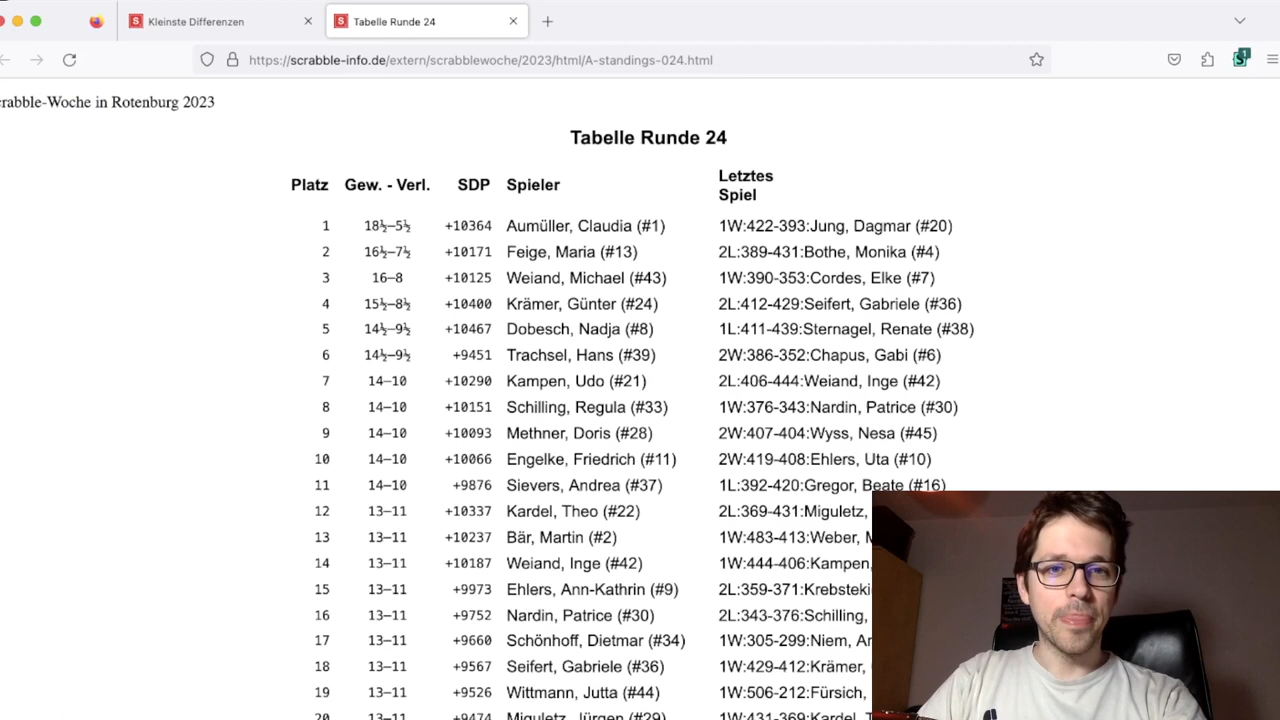 Kleinste Differenzen
Tabelle Runde 24
https://scrabble-info.de/extern/scrabblewoche/2023/html/A-standings-024.html
1
crabble-Woche in Rotenburg 2023
Tabelle Runde 24
Platz Gew. - Verl. SDP Spieler Letztes Spiel
1 18½–5½ +10364 Aumüller, Claudia (#1) 1W:422-393:Jung, Dagmar (#20)
2 16½–7½ +10171 Feige, Maria (#13) 2L:389-431:Bothe, Monika (#4)
3 16–8 +10125 Weiand, Michael (#43) 1W:390-353:Cordes, Elke (#7)
4 15½–8½ +10400 Krämer, Günter (#24) 2L:412-429:Seifert, Gabriele (#36)
5 14½–9½ +10467 Dobesch, Nadja (#8) 1L:411-439:Sternagel, Renate (#38)
6 14½–9½ +9451 Trachsel, Hans (#39) 2W:386-352:Chapus, Gabi (#6)
7 14–10 +10290 Kampen, Udo (#21) 2L:406-444:Weiand, Inge (#42)
8 14–10 +10151 Schilling, Regula (#33) 1W:376-343:Nardin, Patrice (#30)
9 14–10 +10093 Methner, Doris (#28) 2W:407-404:Wyss, Nesa (#45)
10 14–10 +10066 Engelke, Friedrich (#11) 2W:419-408:Ehlers, Uta (#10)
11 14–10 +9876 Sievers, Andrea (#37) 1L:392-420:Gregor, Beate (#16)
12 13–11 +10337 Kardel, Theo (#22) 2L:369-431:Miguletz,
13 13–11 +10237 Bär, Martin (#2) 1W:483-413:Weber, M
14 13–11 +10187 Weiand, Inge (#42) 1W:444-406:Kampen,
15 13–11 +9973 Ehlers, Ann-Kathrin (#9) 2L:359-371:Krebsteki
16 13–11 +9752 Nardin, Patrice (#30) 2L:343-376:Schilling,
17 13–11 +9660 Schönhoff, Dietmar (#34) 1W:305-299:Niem, Ar
18 13–11 +9567 Seifert, Gabriele (#36) 1W:429-412:Krämer,
19 13–11 +9526 Wittmann, Jutta (#44) 1W:506-212:Fürsich,
20 13–11 +9474 Miguletz, Jürgen (#29) 1W:431-369:Kardel, T